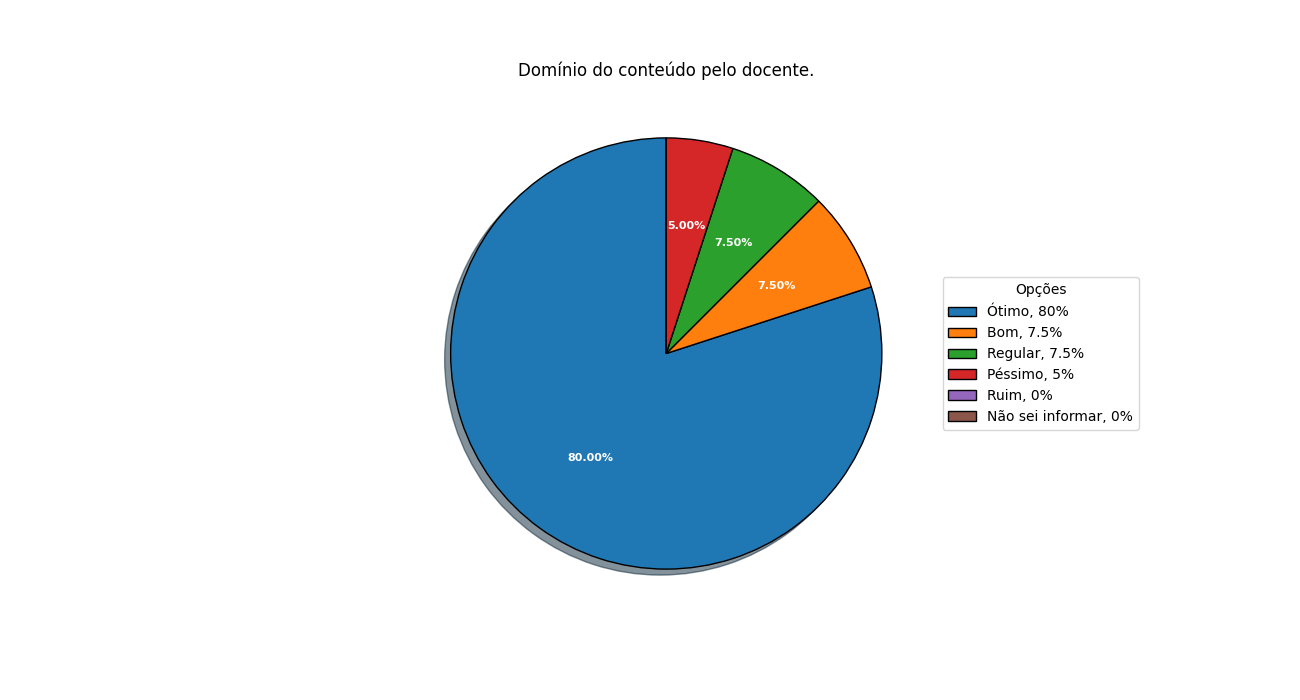 Domínio do conteúdo pelo docente.
5.00%
7.50%
7.50%
80.00%
Opções
Ótimo, 80%
Bom, 7.5%
Regular, 7.5%
Péssimo, 5%
Ruim, 0%
Não sei informar, 0%